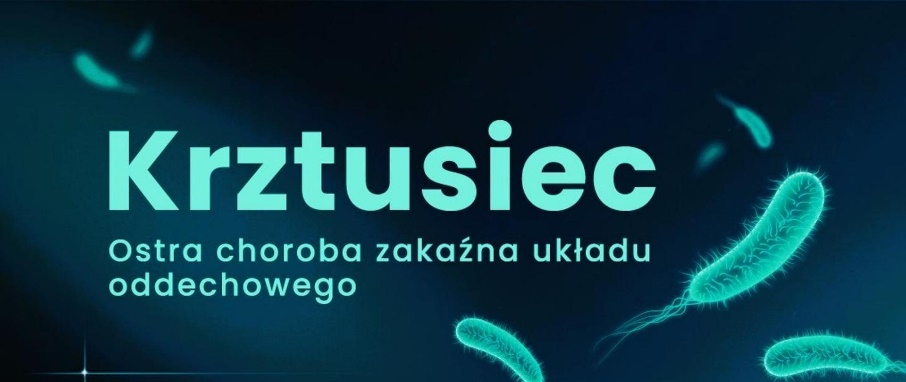 Krztusiec
Ostra choroba zakaźna układu
oddechowego